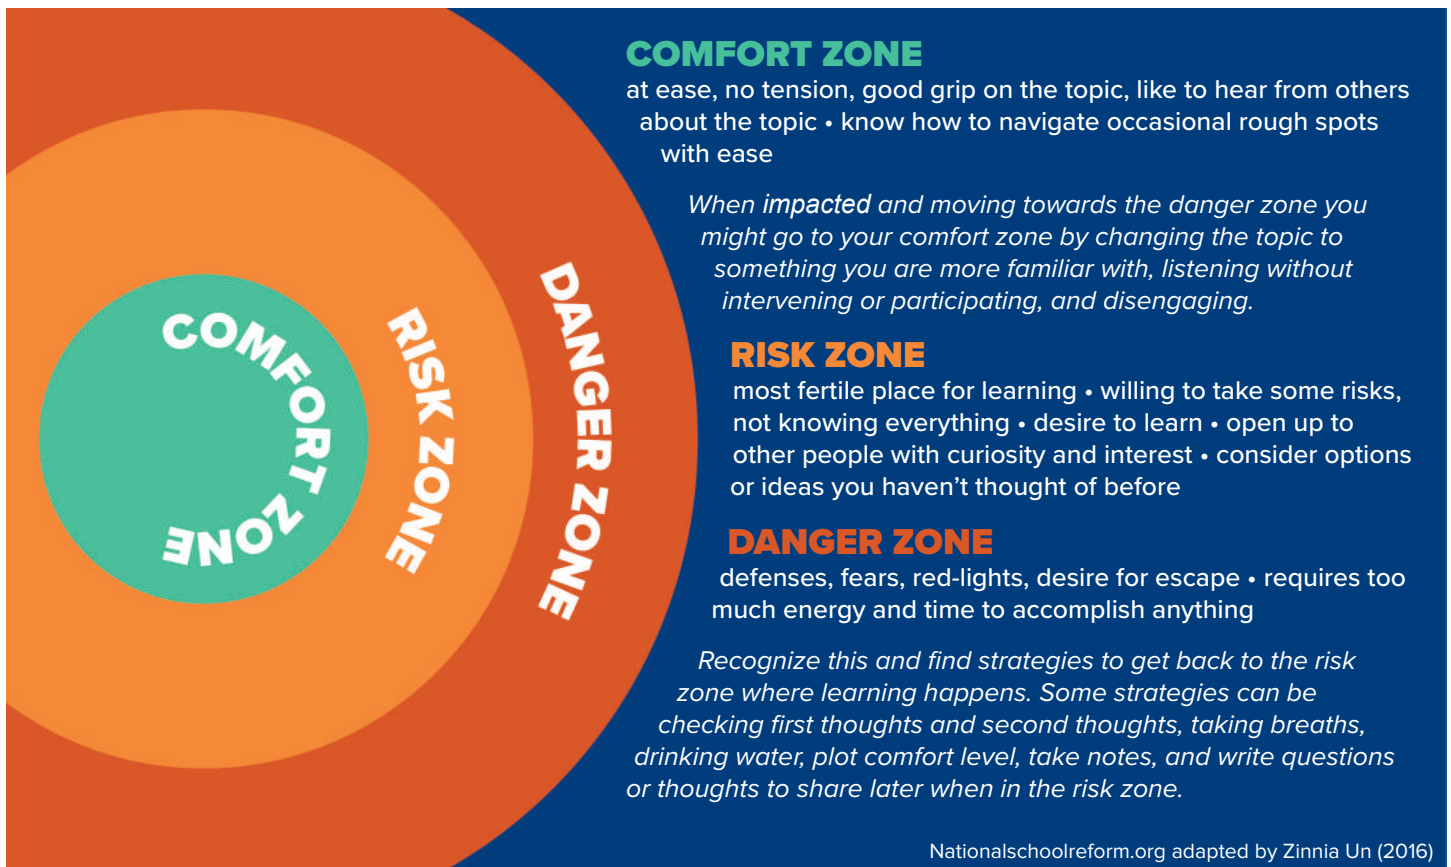 COMFORT ZONE
RISK ZONE
DANGER ZONE
COMFORT ZONE
at ease, no tension, good grip on the topic, like to hear from others
about the topic • know how to navigate occasional rough spots
with ease
When impacted and moving towards the danger zone you
might go to your comfort zone by changing the topic to
something you are more familiar with, listening without
intervening or participating, and disengaging.
RISK ZONE
most fertile place for learning • willing to take some risks,
not knowing everything • desire to learn • open up to
other people with curiosity and interest • consider options
or ideas you haven’t thought of before
DANGER ZONE
defenses, fears, red-lights, desire for escape • requires too
much energy and time to accomplish anything
Recognize this and find strategies to get back to the risk
zone where learning happens. Some strategies can be
checking first thoughts and second thoughts, taking breaths,
drinking water, plot comfort level, take notes, and write questions
or thoughts to share later when in the risk zone.
Nationalschoolreform.org adapted by Zinnia Un (2016)